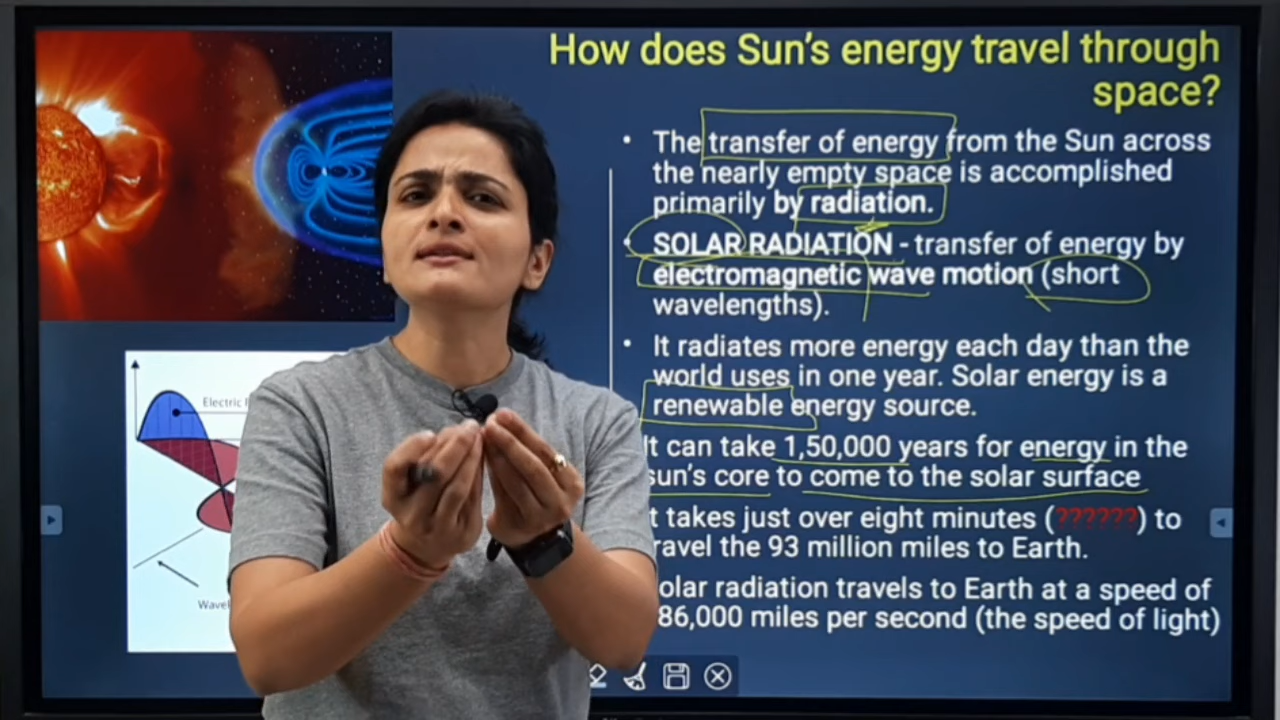 How does Sun's energy travel through
space?
• The transfer of energy from the Sun across
the nearly empty space is accomplished
primarily by radiation.
• SOLAR RADIATION - transfer of energy by
electromagnetic wave motion (short
wavelengths).
• It radiates more energy each day than the
world uses in one year. Solar energy is a
renewable energy source.
It can take 1,50,000 years for energy in the
sun's core to come to the solar surface
t takes just over eight minutes (??????) to
ravel the 93 million miles to Earth.
olar radiation travels to Earth at a speed of
86,000 miles per second (the speed of light)
Electric
Wavel